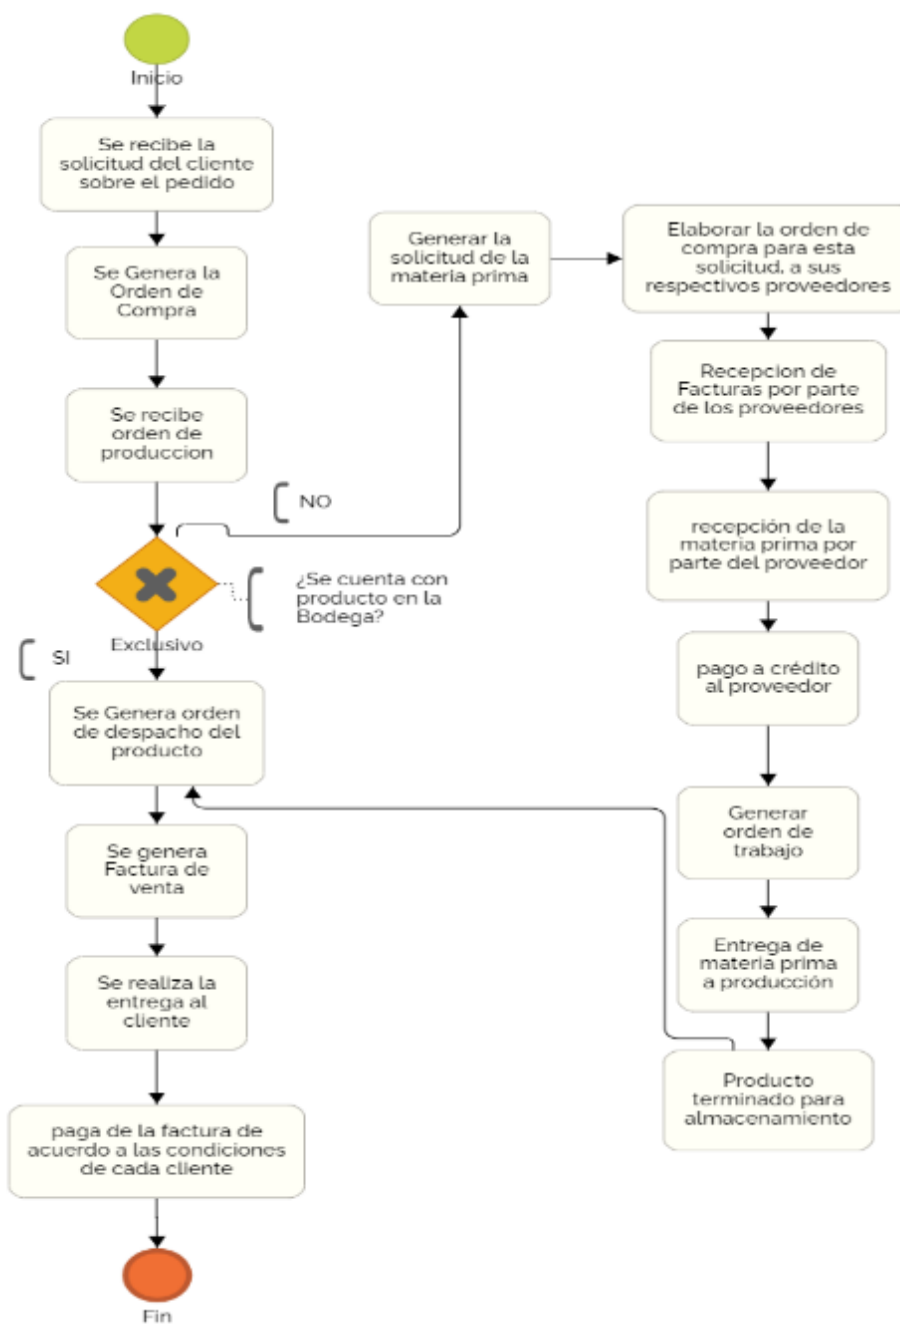 Inicio
Se recibe la
solicitud del cliente
sobre el pedido
Se Genera la
Orden de
Compra
Se recibe
orden de
produccion
NO
¿Se cuenta con
producto en la
Bodega?
Exclusivo
SI
Se Genera orden
de despacho del
producto
Se genera
Factura de
venta
Se realiza la
entrega al
cliente
paga de la factura de
acuerdo a las condiciones
de cada cliente
Fin
Generar la
solicitud de la
materia prima
Elaborar la orden de
compra para esta
solicitud, a sus
respectivos proveedores
Recepcion de
Facturas por parte
de los proveedores
recepción de la
materia prima por
parte del proveedor
pago a crédito
al proveedor
Generar
orden de
trabajo
Entrega de
materia prima
a producción
Producto
terminado para
almacenamiento